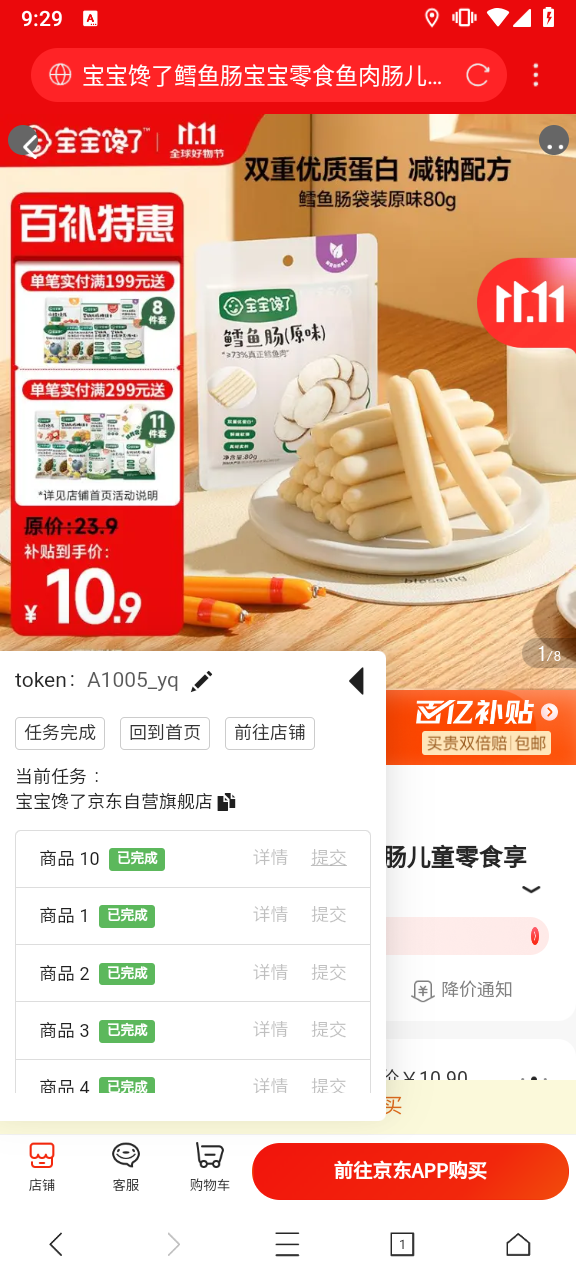 9:29
A
宝宝馋了鳕鱼肠宝宝零食鱼肉肠儿...
宝宝馋了™
11.11
全球好物节
双重优质蛋白 减钠配方
鳕鱼肠袋装原味80g
百补特惠
单笔实付满199元送
8件套
单笔实付满299元送
11件套
*详见店铺首页活动说明
原价:23.9
补贴到手价:
¥10.9
宝宝馋了
鳕鱼肠(原味)
净含量:80g
11.11
blessing
1/8
百亿补贴
买贵双倍赔 包邮
token: A1005_yq
任务完成 回到首页 前往店铺
当前任务 :
宝宝馋了京东自营旗舰店
商品 10 已完成 详情 提交
商品 1 已完成 详情 提交
商品 2 已完成 详情 提交
商品 3 已完成 详情 提交
商品 4 已完成 详情 提交
肠儿童零食享
降价通知
价¥10.90
买
店铺
客服
购物车
前往京东APP购买
1